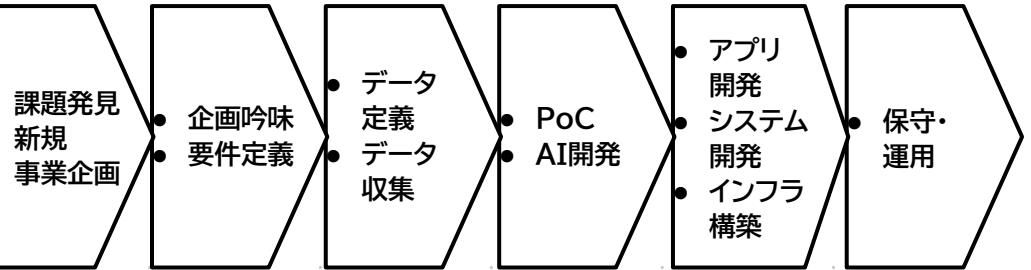 課題発見
新規
事業企画
• 企画吟味
• 要件定義
• データ
定義
• データ
収集
• PoC
• AI開発
• アプリ
開発
• システム
開発
• インフラ
構築
• 保守・
運用